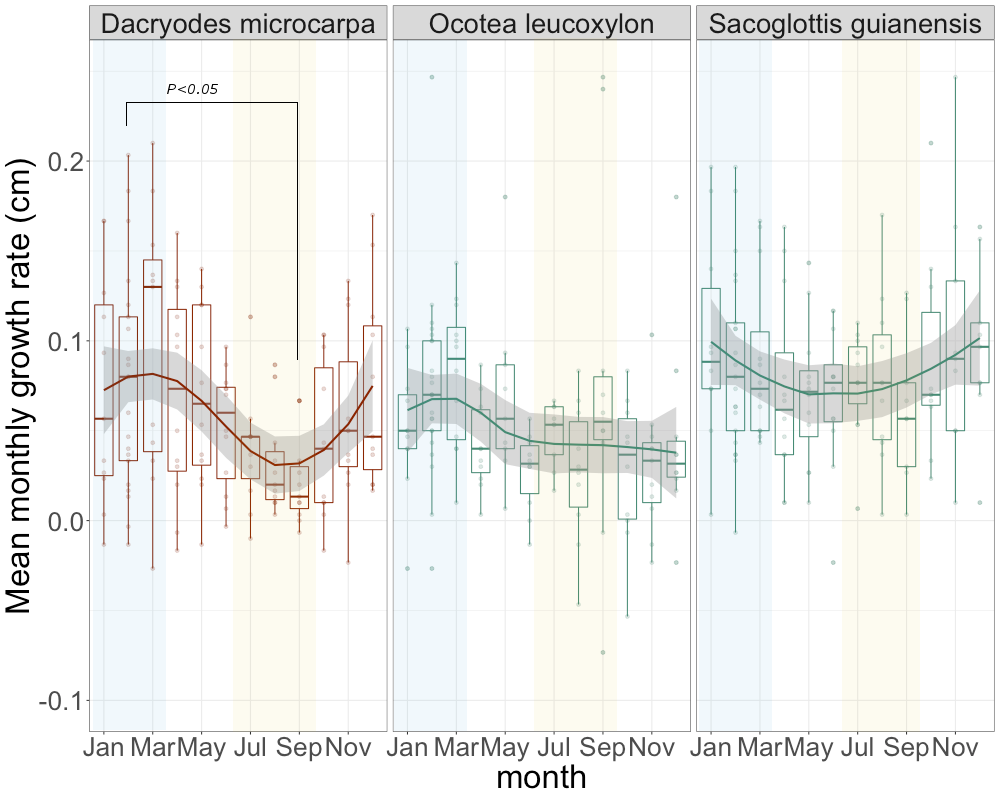 Dacryodes microcarpa
Ocotea leucoxylon
Sacoglottis guianensis
P<0.05
Mean monthly growth rate (cm)
0.2
0.1
0.0
-0.1
Jan Mar May Jul Sep Nov
Jan Mar May Jul Sep Nov
Jan Mar May Jul Sep Nov
month